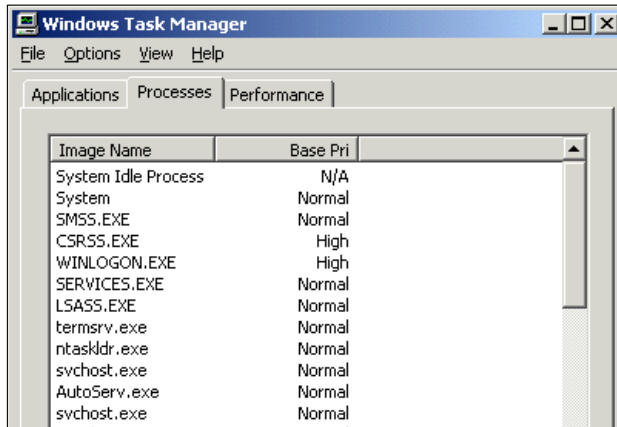 Windows Task Manager
File Options View Help
Applications Processes Performance
Image Name Base Pri
System Idle Process N/A
System Normal
SMSS.EXE Normal
CSRSS.EXE High
WINLOGON.EXE High
SERVICES.EXE Normal
LSASS.EXE Normal
termsrv.exe Normal
ntaskldr.exe Normal
svchost.exe Normal
AutoServ.exe Normal
svchost.exe Normal